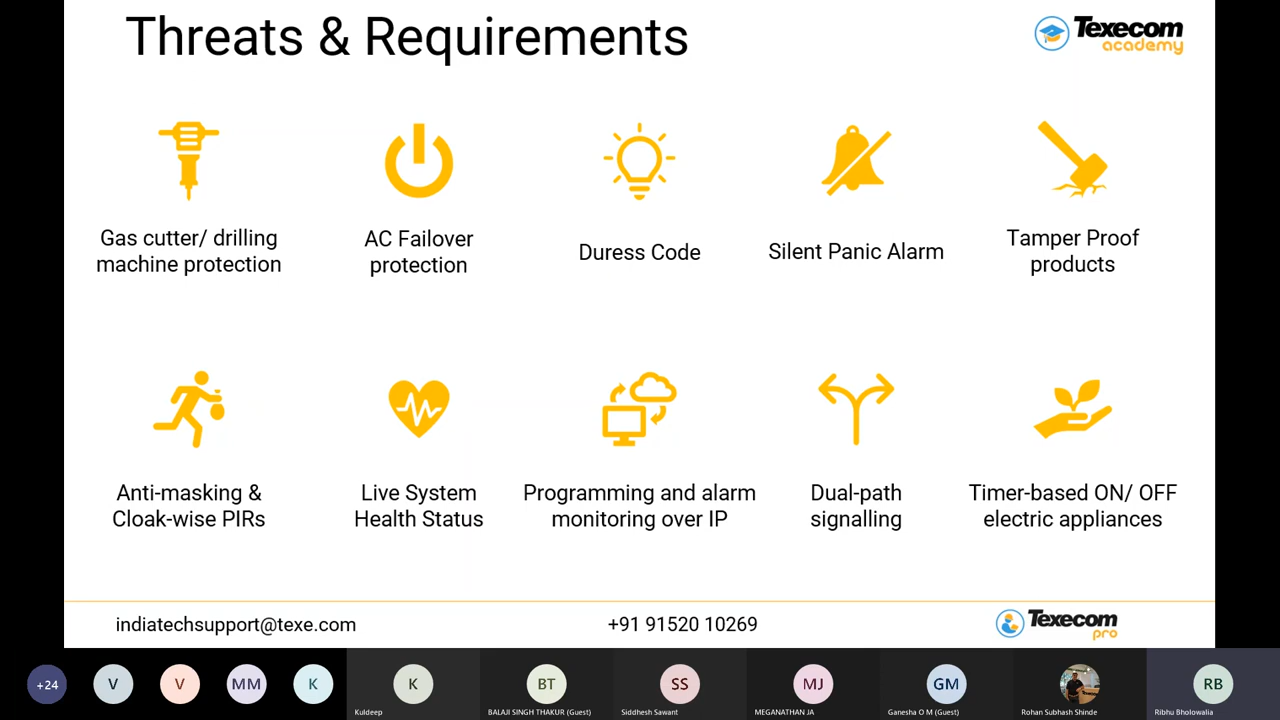 Threats & Requirements
Texecom
academy
Gas cutter/ drilling
machine protection
AC Failover
protection
Duress Code
Silent Panic Alarm
Tamper Proof
products
Anti-masking &
Cloak-wise PIRs
Live System
Health Status
Programming and alarm
monitoring over IP
Dual-path
signalling
Timer-based ON/ OFF
electric appliances
indiatechsupport@texe.com
+91 91520 10269
Texecom
pro
+24
V
V
MM
K
K
Kuldeep
BT
BALAJI SINGH THAKUR (Guest)
SS
Siddhesh Sawant
MJ
MEGANATHAN JA
GM
Ganesha O M (Guest)
Rohan Subhash Shinde
RB
Ribhu Bholowalia